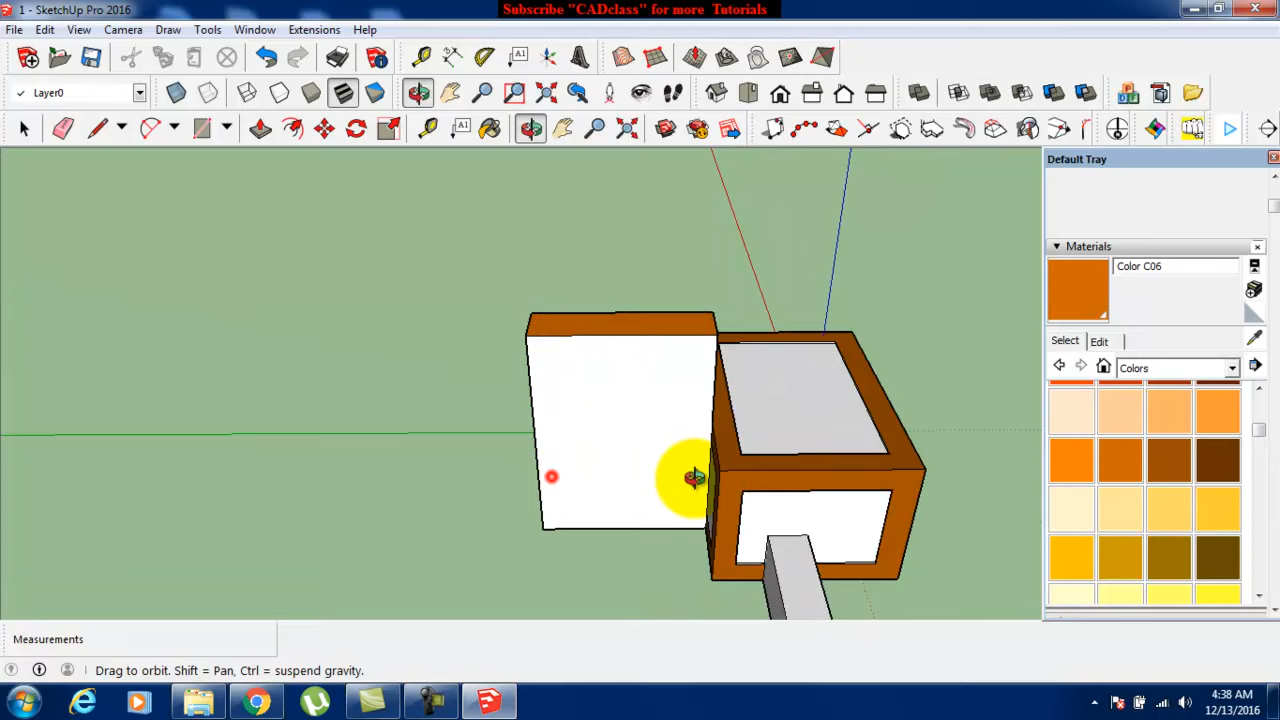 1 - SketchUp Pro 2016
Subscribe "CADclass" for more Tutorials
File Edit View Camera Draw Tools Window Extensions Help
A1
Layer0
A1
Default Tray
Materials
Color C06
Select Edit
Colors
Measurements
Drag to orbit. Shift = Pan, Ctrl = suspend gravity.
4:38 AM
12/13/2016